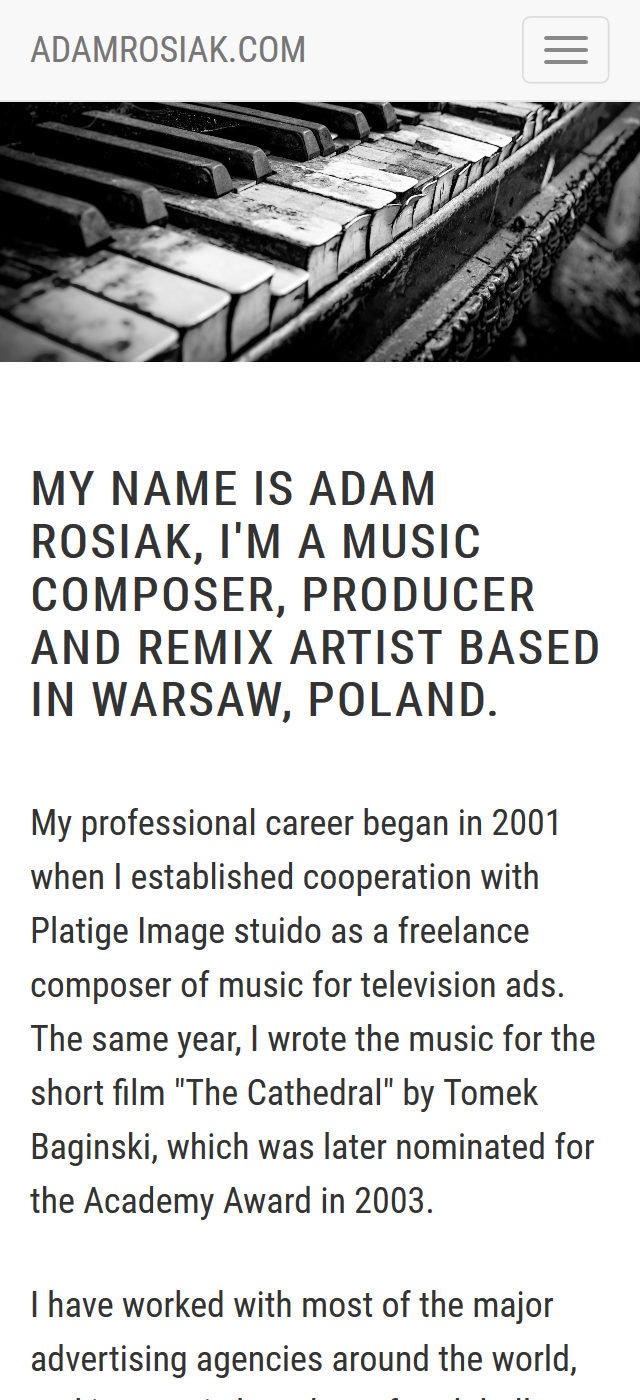 ADAMROSIAK.COM
MY NAME IS ADAM
ROSIAK, I'M A MUSIC
COMPOSER, PRODUCER
AND REMIX ARTIST BASED
IN WARSAW, POLAND.
My professional career began in 2001
when I established cooperation with
Platige Image stuido as a freelance
composer of music for television ads.
The same year, I wrote the music for the
short film "The Cathedral" by Tomek
Baginski, which was later nominated for
the Academy Award in 2003.
I have worked with most of the major
advertising agencies around the world,